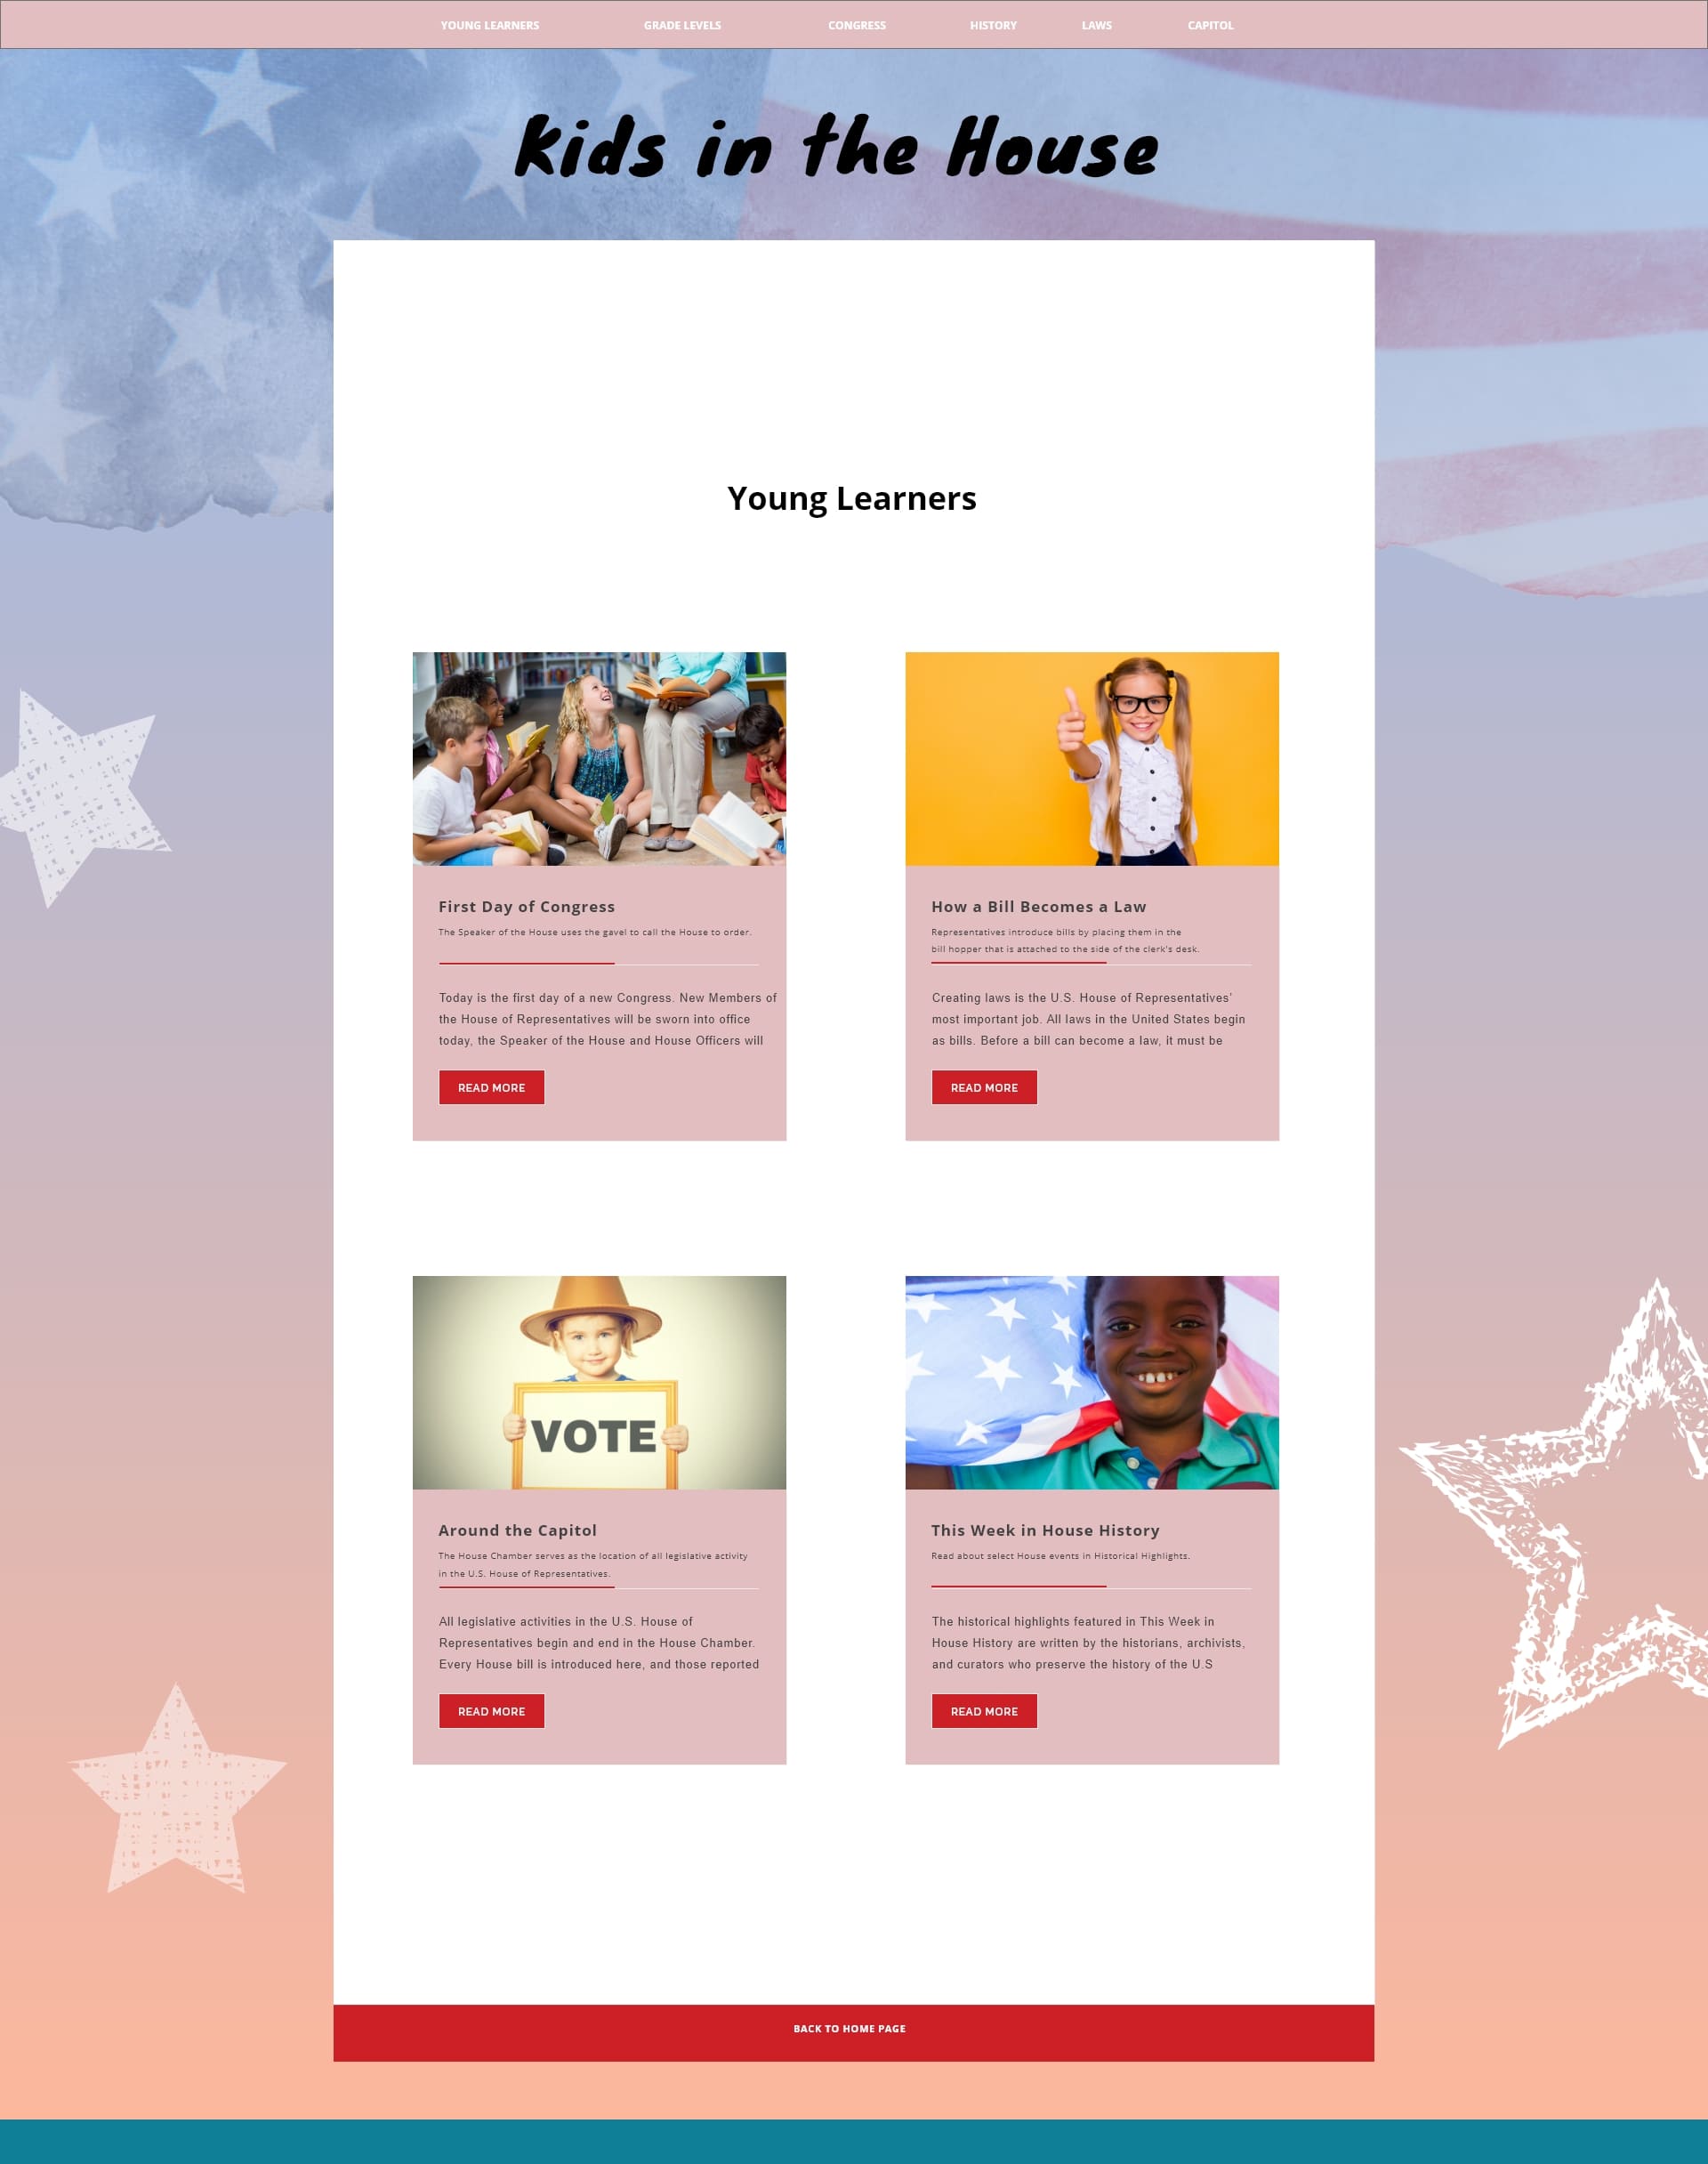 YOUNG LEARNERS GRADE LEVELS CONGRESS HISTORY LAWS CAPITOL
Kids in the House
Young Learners
First Day of Congress
The Speaker of the House uses the gavel to call the House to order.
Today is the first day of a new Congress. New Members of
the House of Representatives will be sworn into office
today, the Speaker of the House and House Officers will
READ MORE
How a Bill Becomes a Law
Representatives introduce bills by placing them in the
bill hopper that is attached to the side of the clerk's desk.
Creating laws is the U.S. House of Representatives'
most important job. All laws in the United States begin
as bills. Before a bill can become a law, it must be
READ MORE
VOTE
Around the Capitol
The House Chamber serves as the location of all legislative activity
in the U.S. House of Representatives.
All legislative activities in the U.S. House of
Representatives begin and end in the House Chamber.
Every House bill is introduced here, and those reported
READ MORE
This Week in House History
Read about select House events in Historical Highlights.
The historical highlights featured in This Week in
House History are written by the historians, archivists,
and curators who preserve the history of the U.S
READ MORE
BACK TO HOME PAGE